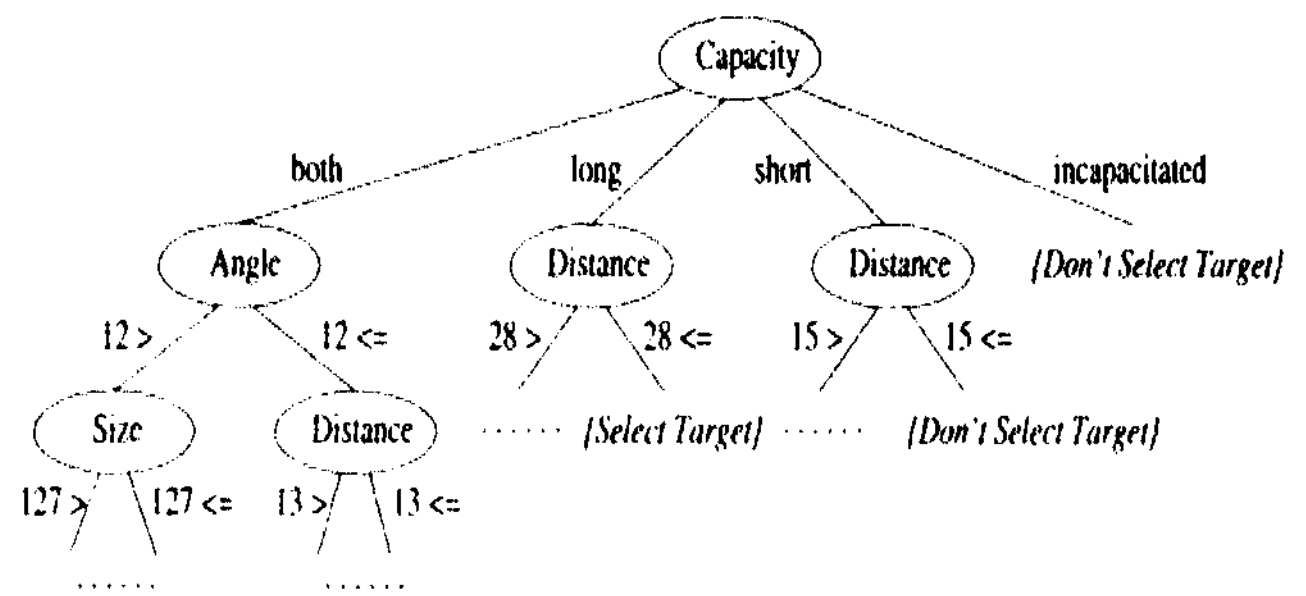 Capacity
both long short incapacitated
Angle Distance Distance {Don't Select Target}
12 > 12 <= 28 > 28 <= 15 > 15 <=
Size Distance ...... {Select Target} ...... {Don't Select Target}
127 > 127 <= 13 > 13 <=
...... ......